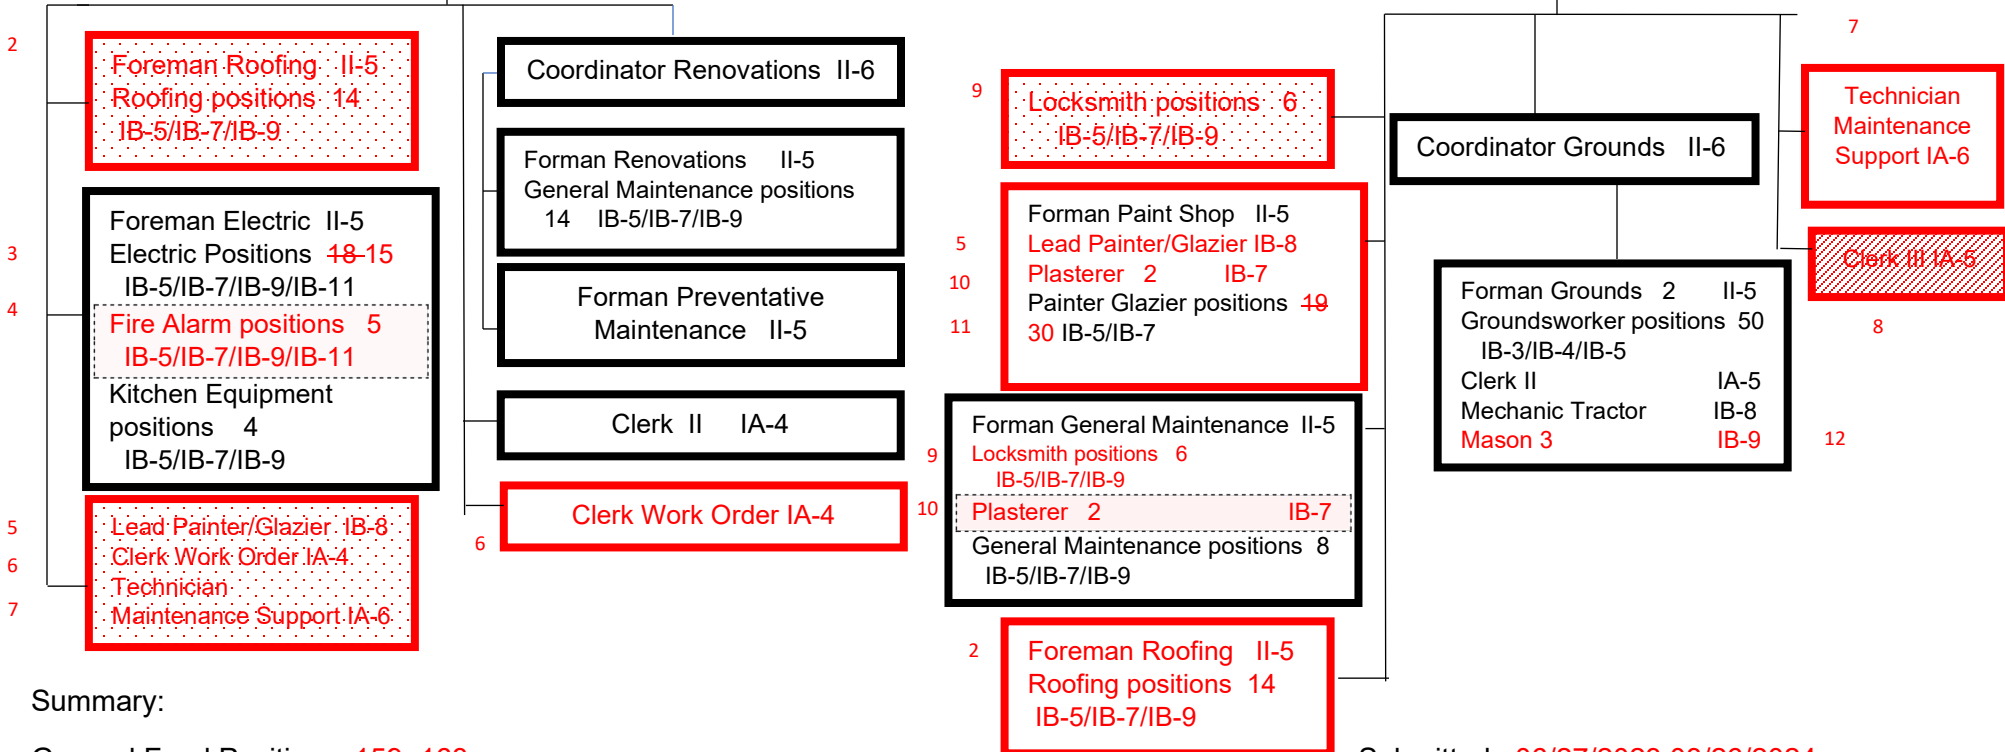 2
Foreman Roofing II-5
Roofing positions 14
IB-5/IB-7/IB-9
3
4
Foreman Electric II-5
Electric Positions 18 15
IB-5/IB-7/IB-9/IB-11
Fire Alarm positions 5
IB-5/IB-7/IB-9/IB-11
Kitchen Equipment
positions 4
IB-5/IB-7/IB-9
5
6
7
Lead Painter/Glazier IB-8
Clerk Work Order IA-4
Technician
Maintenance Support IA-6
Coordinator Renovations II-6
Forman Renovations II-5
General Maintenance positions
14 IB-5/IB-7/IB-9
Forman Preventative
Maintenance II-5
Clerk II IA-4
Clerk Work Order IA-4
6
9
Locksmith positions 6
IB-5/IB-7/IB-9
5
10
11
Forman Paint Shop II-5
Lead Painter/Glazier IB-8
Plasterer 2 IB-7
Painter Glazier positions 19
30 IB-5/IB-7
9
10
Forman General Maintenance II-5
Locksmith positions 6
IB-5/IB-7/IB-9
Plasterer 2 IB-7
General Maintenance positions 8
IB-5/IB-7/IB-9
2
Foreman Roofing II-5
Roofing positions 14
IB-5/IB-7/IB-9
Coordinator Grounds II-6
Forman Grounds 2 II-5
Groundsworker positions 50
IB-3/IB-4/IB-5
Clerk II IA-5
Mechanic Tractor IB-8
Mason 3 IB-9
12
7
Technician
Maintenance
Support IA-6
Clerk III IA-5
8
Summary: